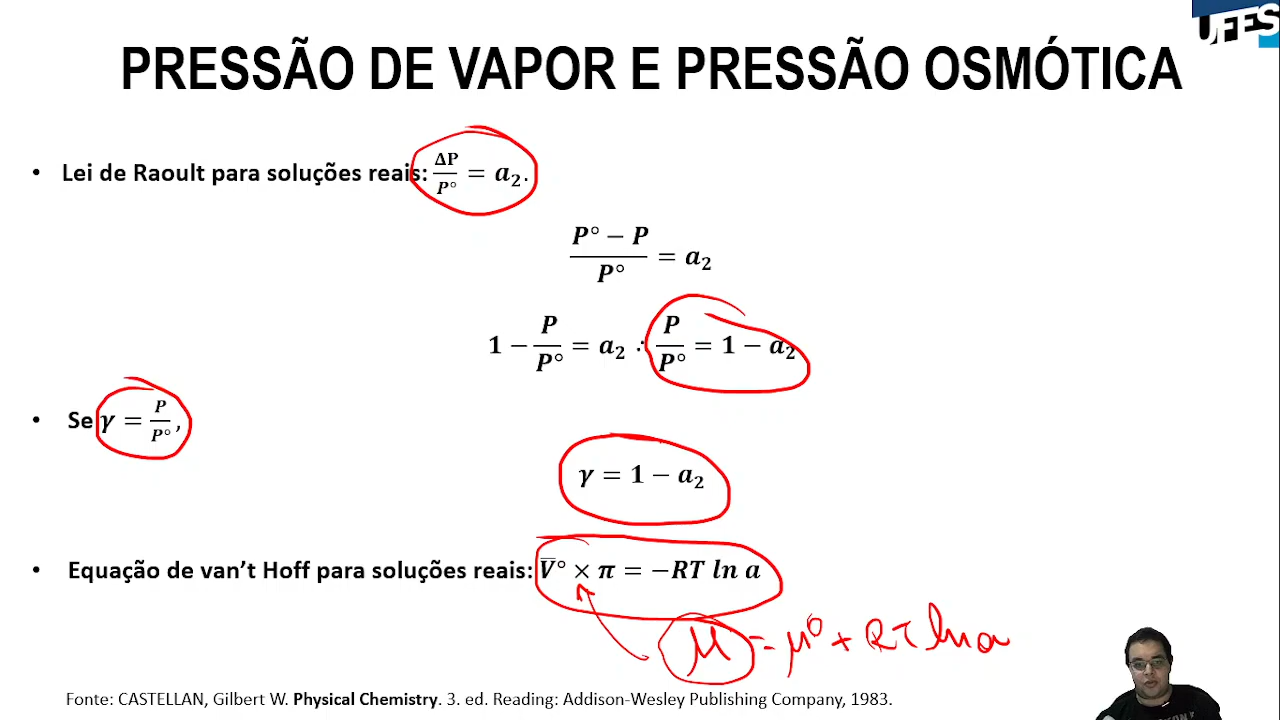 UFES
PRESSÃO DE VAPOR E PRESSÃO OSMÓTICA
• Lei de Raoult para soluções reais: ΔP/P° = a₂.
(P° − P)/P° = a₂
1 − P/P° = a₂ ∴ P/P° = 1 − a₂
• Se γ = P/P°,
γ = 1 − a₂
• Equação de van’t Hoff para soluções reais: V̅° × π = −RT ln a
μ = μ° + RT ln a
Fonte: CASTELLAN, Gilbert W. Physical Chemistry. 3. ed. Reading: Addison-Wesley Publishing Company, 1983.